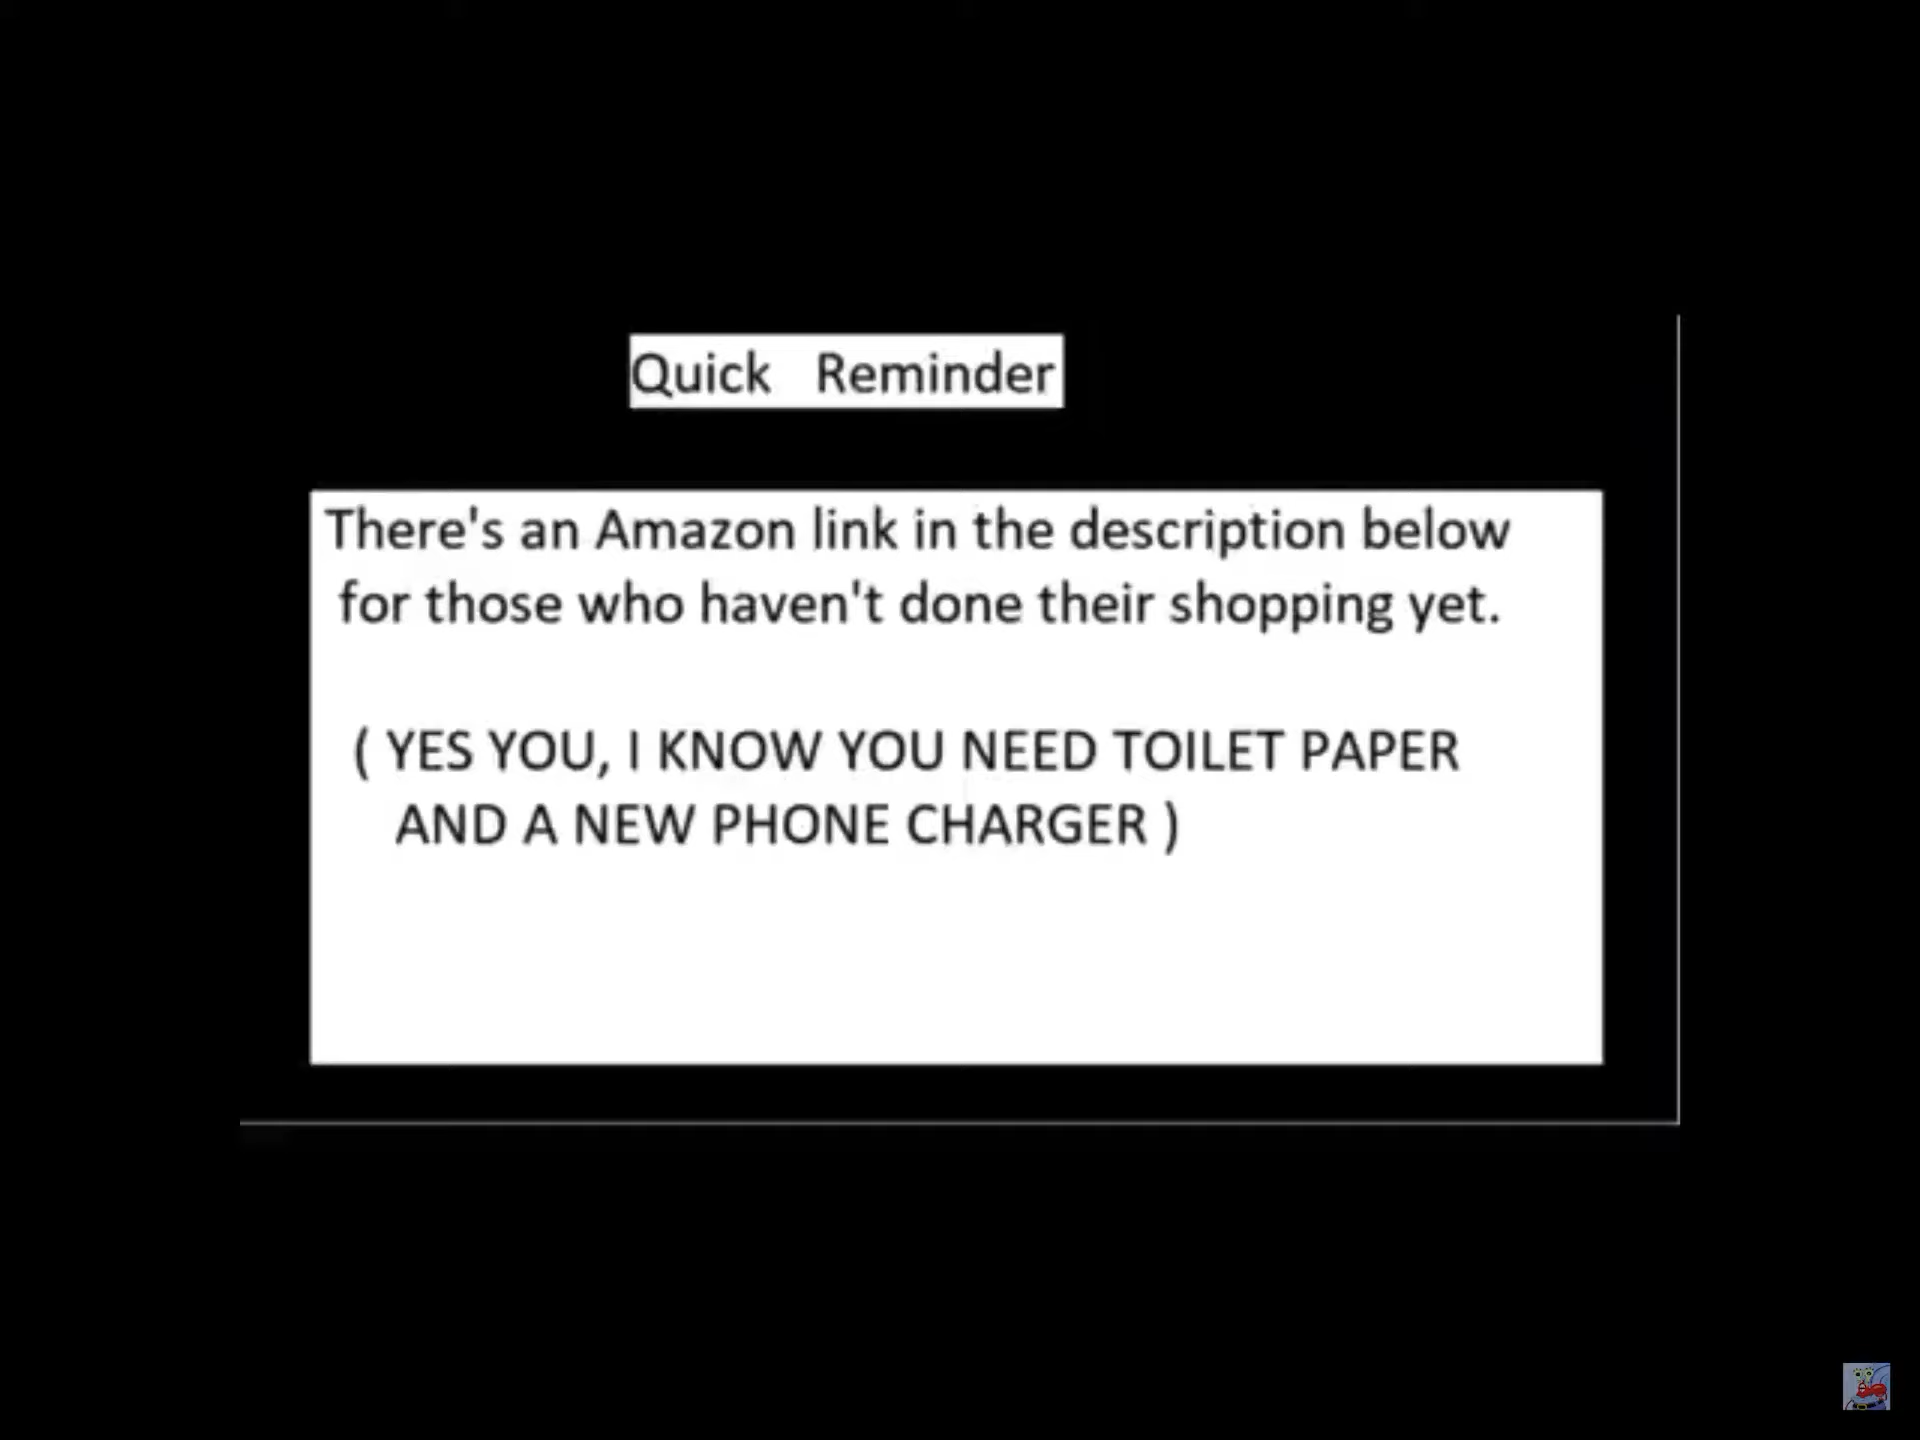 Quick Reminder
There's an Amazon link in the description below
for those who haven't done their shopping yet.
( YES YOU, I KNOW YOU NEED TOILET PAPER
AND A NEW PHONE CHARGER )